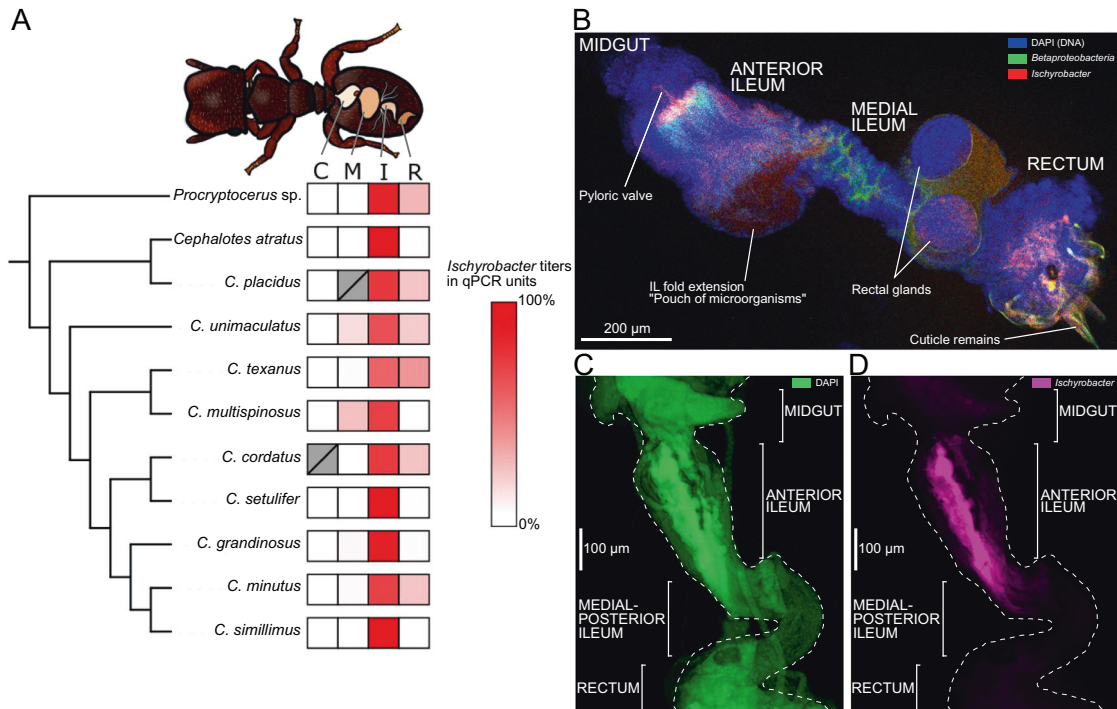 A
C M I R
Procryptocerus sp.
Cephalotes atratus
C. placidus
C. unimaculatus
C. texanus
C. multispinosus
C. cordatus
C. setulifer
C. grandinosus
C. minutus
C. simillimus
Ischyrobacter titers
in qPCR units
100%
0%
B
MIDGUT
ANTERIOR
ILEUM
MEDIAL
ILEUM
RECTUM
DAPI (DNA)
Betaproteobacteria
Ischyrobacter
Pyloric valve
IL fold extension
"Pouch of microorganisms"
Rectal glands
Cuticle remains
200 µm
C
DAPI
MIDGUT
ANTERIOR
ILEUM
100 µm
MEDIAL-
POSTERIOR
ILEUM
RECTUM
D
Ischyrobacter
MIDGUT
ANTERIOR
ILEUM
100 µm
MEDIAL-
POSTERIOR
ILEUM
RECTUM